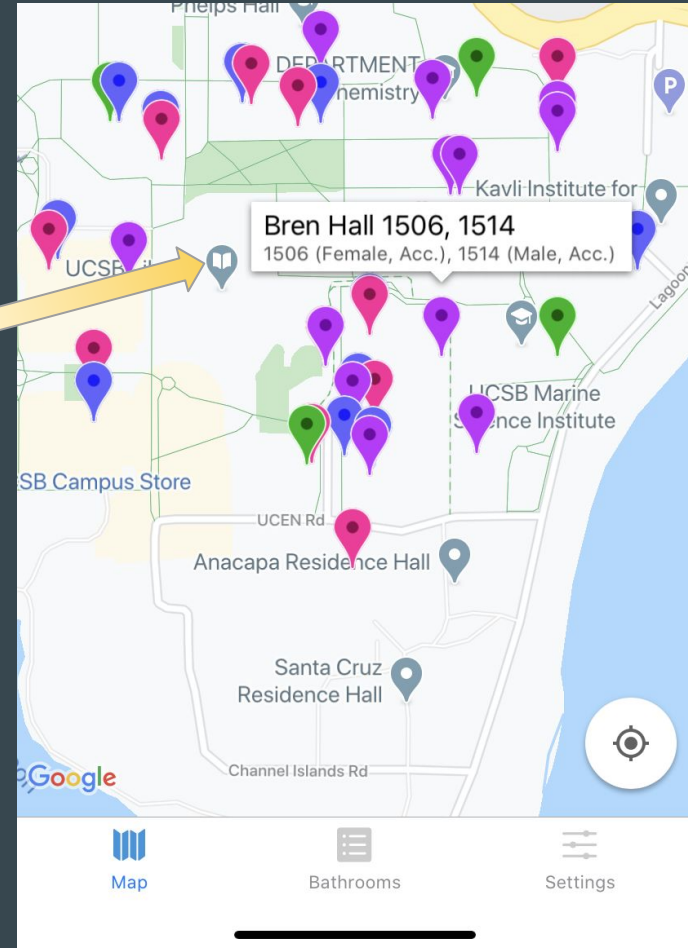 Phelps Hall
DEPARTMENT
hemistry
P
Kavli Institute for
Bren Hall 1506, 1514
1506 (Female, Acc.), 1514 (Male, Acc.)
UCSB
Lagoon
UCSB Marine
Science Institute
SB Campus Store
UCEN Rd
Anacapa Residence Hall
Santa Cruz
Residence Hall
Channel Islands Rd
Google
Map
Bathrooms
Settings